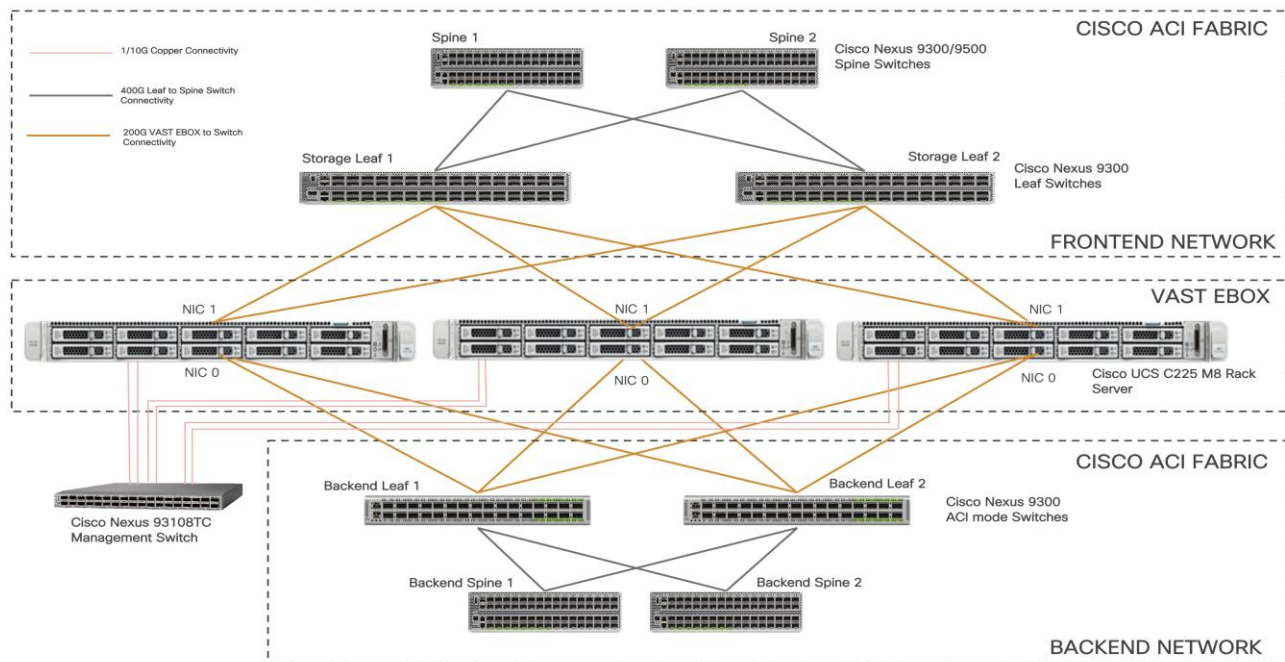 CISCO ACI FABRIC
1/10G Copper Connectivity
400G Leaf to Spine Switch
Connectivity
200G VAST EBOX to Switch
Connectivity
Spine 1
Spine 2
Cisco Nexus 9300/9500
Spine Switches
Storage Leaf 1
Storage Leaf 2
Cisco Nexus 9300
Leaf Switches
FRONTEND NETWORK
VAST EBOX
NIC 1
NIC 1
NIC 1
NIC 0
NIC 0
NIC 0
Cisco UCS C225 M8 Rack
Server
CISCO ACI FABRIC
Backend Leaf 1
Backend Leaf 2
Cisco Nexus 9300
ACI mode Switches
Cisco Nexus 93108TC
Management Switch
Backend Spine 1
Backend Spine 2
BACKEND NETWORK